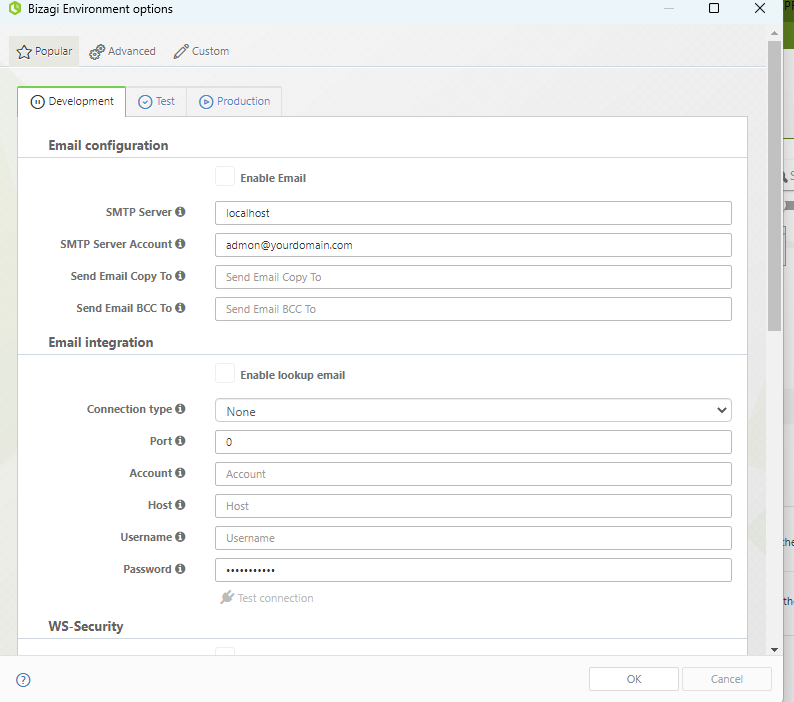 Bizagi Environment options
Popular Advanced Custom
Development Test Production
Email configuration
Enable Email
SMTP Server localhost
SMTP Server Account admon@yourdomain.com
Send Email Copy To Send Email Copy To
Send Email BCC To Send Email BCC To
Email integration
Enable lookup email
Connection type None
Port 0
Account Account
Host Host
Username Username
Password •••••••••••
Test connection
WS-Security
OK Cancel